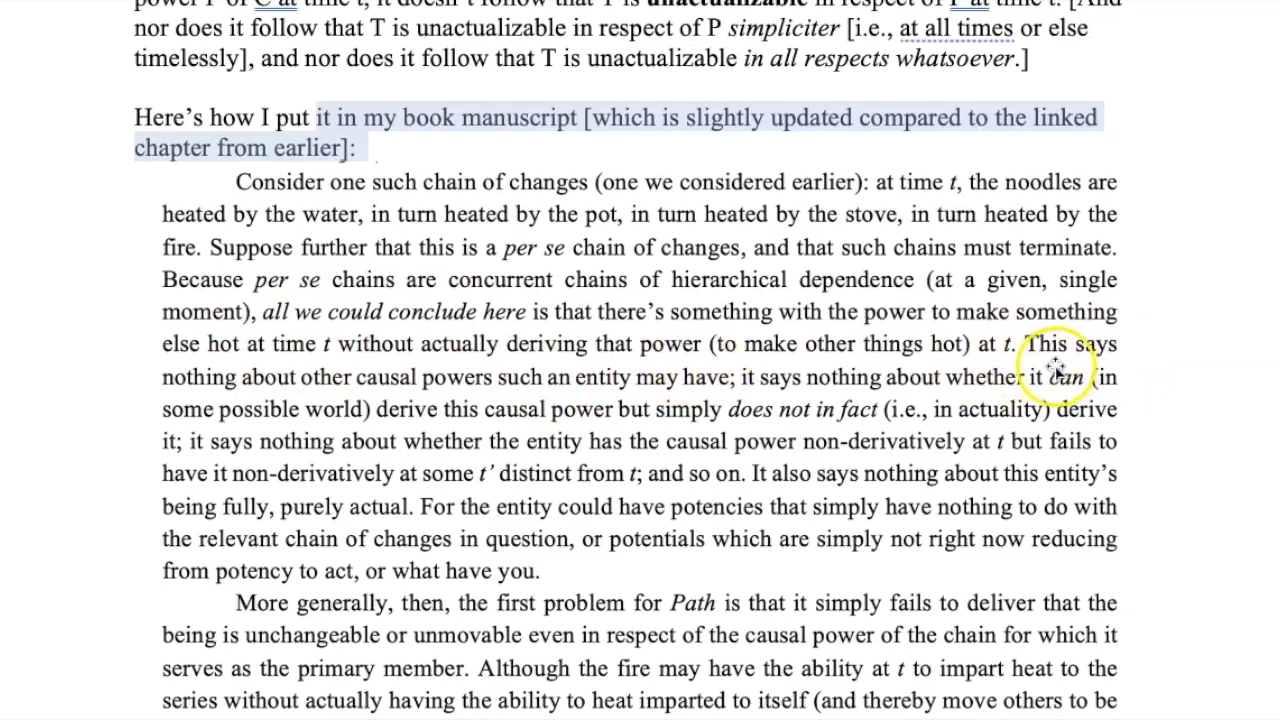 nor does it follow that T is unactualizable in respect of P simpliciter [i.e., at all times or else
timelessly], and nor does it follow that T is unactualizable in all respects whatsoever.]
Here’s how I put it in my book manuscript [which is slightly updated compared to the linked
chapter from earlier]:
Consider one such chain of changes (one we considered earlier): at time t, the noodles are
heated by the water, in turn heated by the pot, in turn heated by the stove, in turn heated by the
fire. Suppose further that this is a per se chain of changes, and that such chains must terminate.
Because per se chains are concurrent chains of hierarchical dependence (at a given, single
moment), all we could conclude here is that there’s something with the power to make something
else hot at time t without actually deriving that power (to make other things hot) at t. This says
nothing about other causal powers such an entity may have; it says nothing about whether it can (in
some possible world) derive this causal power but simply does not in fact (i.e., in actuality) derive
it; it says nothing about whether the entity has the causal power non-derivatively at t but fails to
have it non-derivatively at some t’ distinct from t; and so on. It also says nothing about this entity’s
being fully, purely actual. For the entity could have potencies that simply have nothing to do with
the relevant chain of changes in question, or potentials which are simply not right now reducing
from potency to act, or what have you.
More generally, then, the first problem for Path is that it simply fails to deliver that the
being is unchangeable or unmovable even in respect of the causal power of the chain for which it
serves as the primary member. Although the fire may have the ability at t to impart heat to the
series without actually having the ability to heat imparted to itself (and thereby move others to be